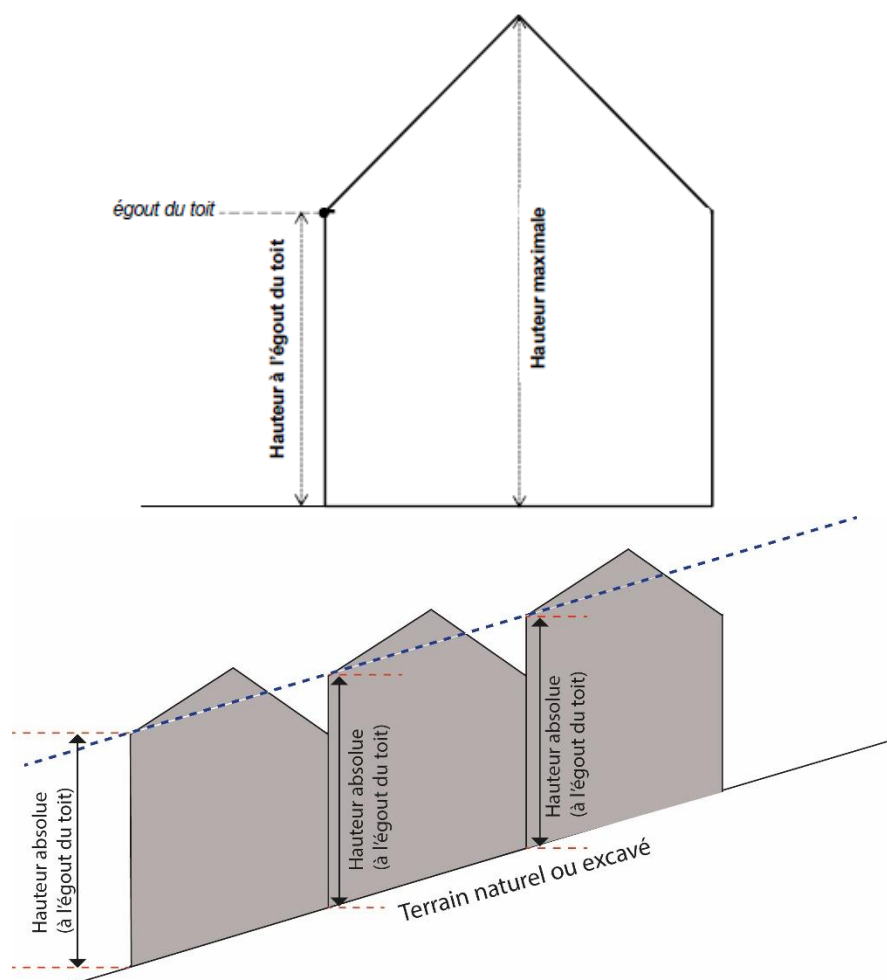 égout du toit
Hauteur à l'égout du toit
Hauteur maximale
Hauteur absolue
(à l'égout du toit)
Hauteur absolue
(à l'égout du toit)
Hauteur absolue
(à l'égout du toit)
Terrain naturel ou excavé